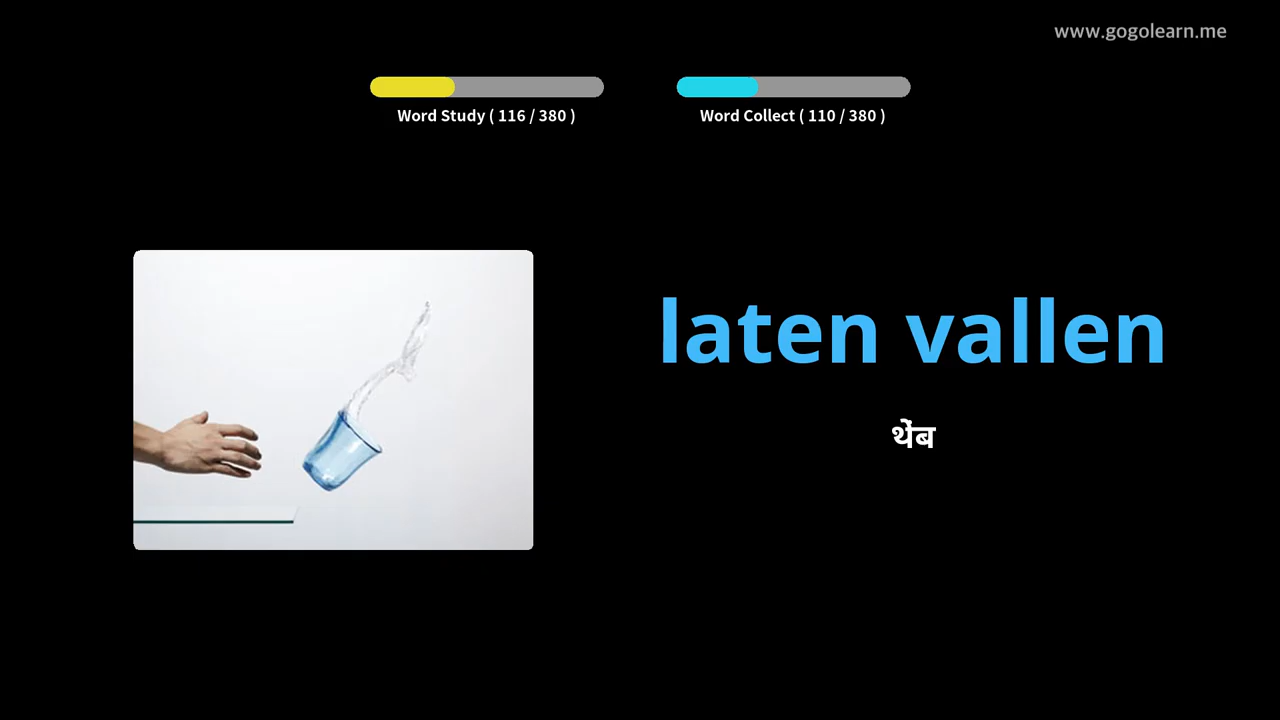 www.gogolearn.me
Word Study ( 116 / 380 )
Word Collect ( 110 / 380 )
laten vallen
थेंब